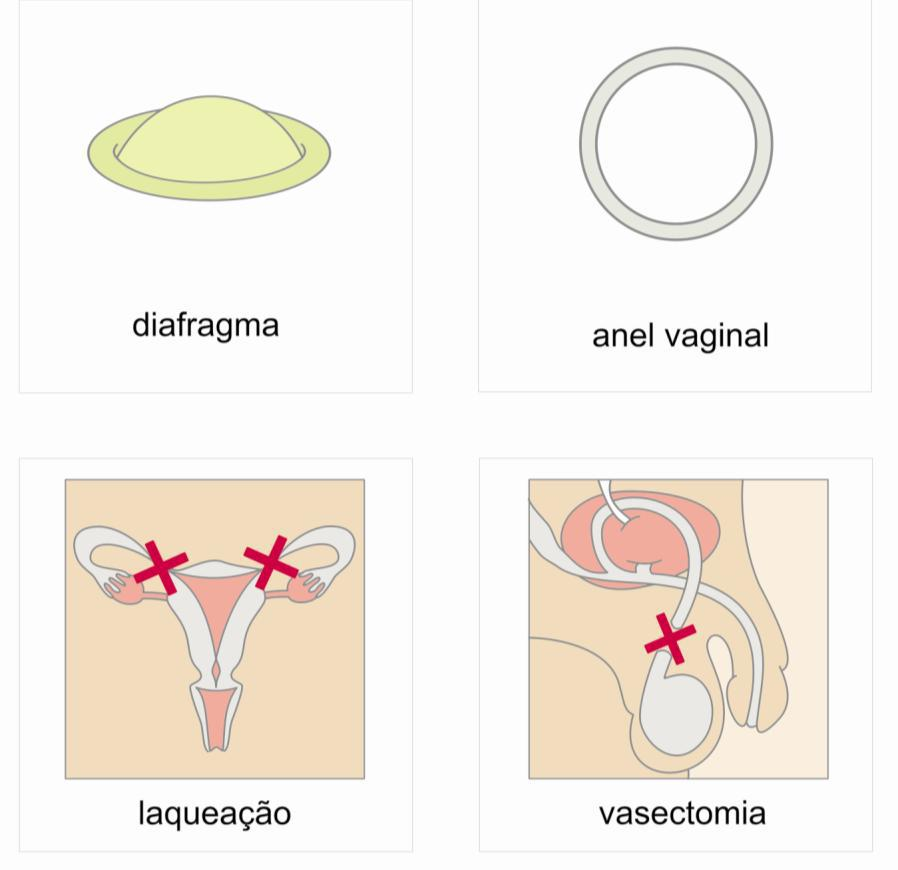 diafragma
anel vaginal
laqueação
vasectomia